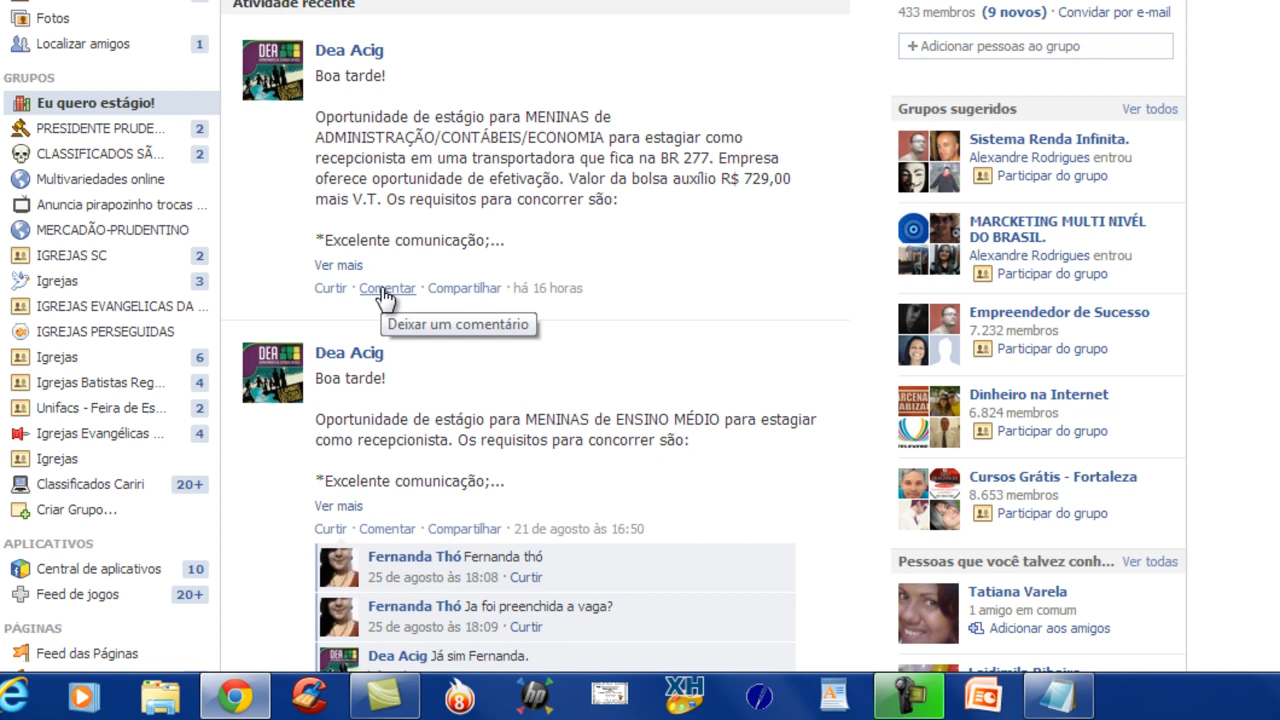 Fotos
Localizar amigos 1
GRUPOS
Eu quero estágio!
PRESIDENTE PRUDE... 2
CLASSIFICADOS SÃ... 2
Multivariedades online
Anuncia pirapozinho trocas ...
MERCADÃO-PRUDENTINO
IGREJAS SC 2
Igrejas 3
IGREJAS EVANGELICAS DA ...
IGREJAS PERSEGUIDAS
Igrejas 6
Igrejas Batistas Reg... 4
Unifacs - Feira de Es... 2
Igrejas Evangélicas ... 4
Igrejas
Classificados Cariri 20+
Criar Grupo...
APLICATIVOS
Central de aplicativos 10
Feed de jogos 20+
PÁGINAS
Feed das Páginas
Atividade recente
DEA
Dea Acig
Boa tarde!
Oportunidade de estágio para MENINAS de
ADMINISTRAÇÃO/CONTÁBEIS/ECONOMIA para estagiar como
recepcionista em uma transportadora que fica na BR 277. Empresa
oferece oportunidade de efetivação. Valor da bolsa auxílio R$ 729,00
mais V.T. Os requisitos para concorrer são:
*Excelente comunicação;...
Ver mais
Curtir · Comentar · Compartilhar · há 16 horas
Deixar um comentário
DEA
Dea Acig
Boa tarde!
Oportunidade de estágio para MENINAS de ENSINO MÉDIO para estagiar
como recepcionista. Os requisitos para concorrer são:
*Excelente comunicação;...
Ver mais
Curtir · Comentar · Compartilhar · 21 de agosto às 16:50
Fernanda Thó Fernanda thó
25 de agosto às 18:08 · Curtir
Fernanda Thó Ja foi preenchida a vaga?
25 de agosto às 18:09 · Curtir
DEA
Dea Acig Já sim Fernanda.
433 membros (9 novos) · Convidar por e-mail
+ Adicionar pessoas ao grupo
Grupos sugeridos Ver todos
Sistema Renda Infinita.
Alexandre Rodrigues entrou
Participar do grupo
MARCKETING MULTI NIVÉL
DO BRASIL.
Alexandre Rodrigues entrou
Participar do grupo
Empreendedor de Sucesso
7.232 membros
Participar do grupo
Dinheiro na Internet
6.824 membros
Participar do grupo
Cursos Grátis - Fortaleza
8.653 membros
Participar do grupo
Pessoas que você talvez conh... Ver todas
Tatiana Varela
1 amigo em comum
Adicionar aos amigos
8
hp
XH
A